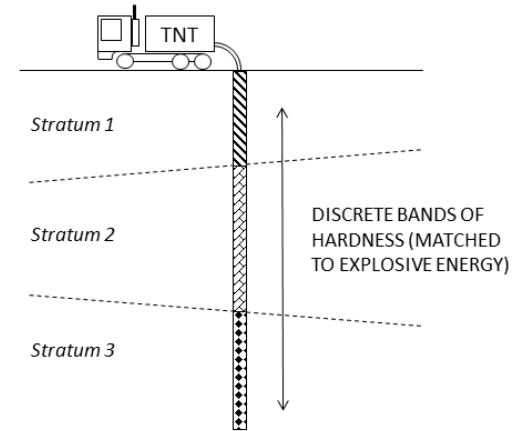 TNT
Stratum 1
Stratum 2
DISCRETE BANDS OF
HARDNESS (MATCHED
TO EXPLOSIVE ENERGY)
Stratum 3